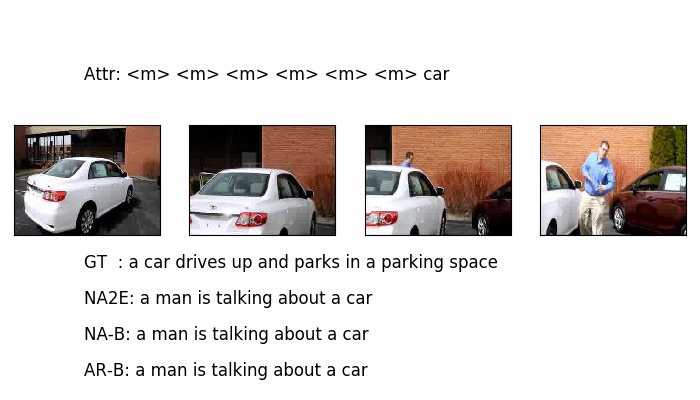 Attr: <m> <m> <m> <m> <m> <m> car
GT  : a car drives up and parks in a parking space
NA2E: a man is talking about a car
NA-B: a man is talking about a car
AR-B: a man is talking about a car